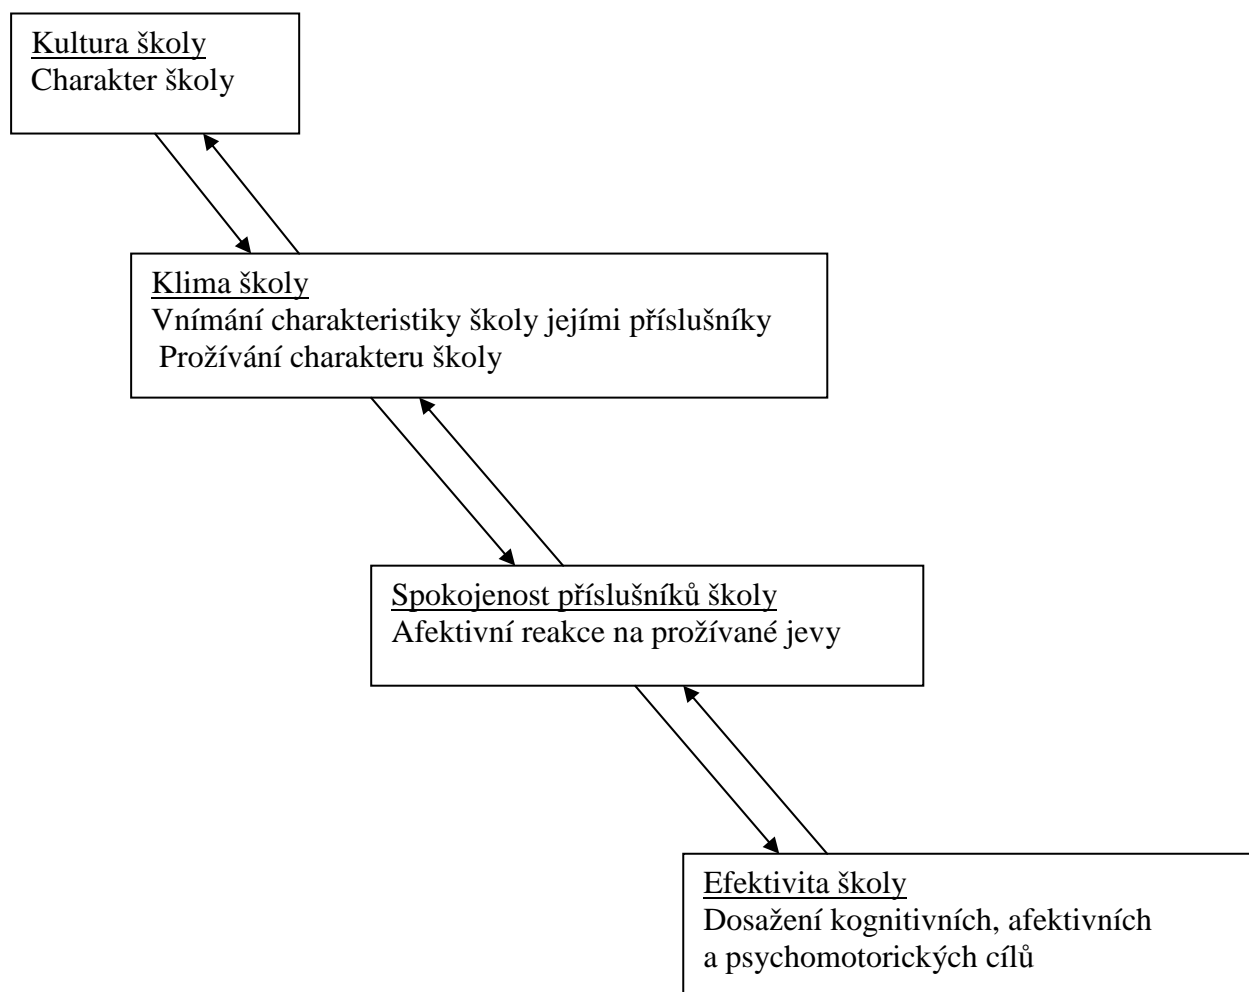 Kultura školy
Charakter školy
Klima školy
Vnímání charakteristiky školy jejími příslušníky
Prožívání charakteru školy
Spokojenost příslušníků školy
Afektivní reakce na prožívané jevy
Efektivita školy
Dosažení kognitivních, afektivních
a psychomotorických cílů